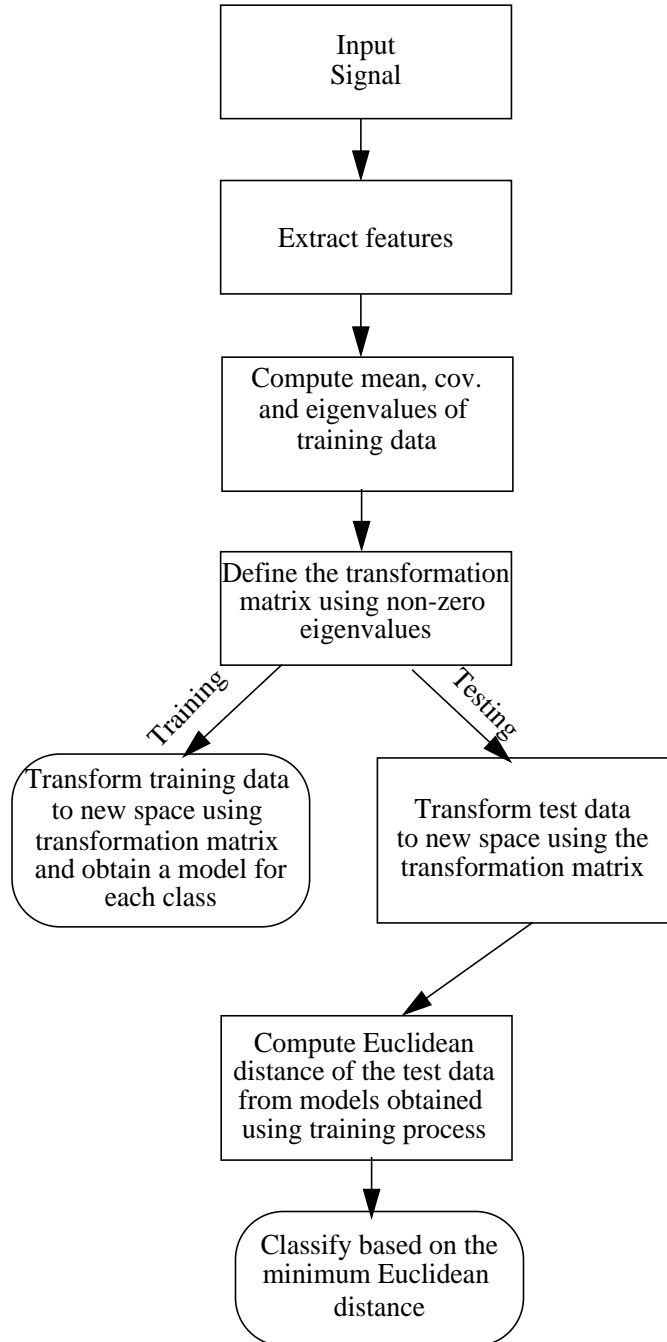 Input
Signal
Extract features
Compute mean, cov.
and eigenvalues of
training data
Define the transformation
matrix using non-zero
eigenvalues
Training
Testing
Transform training data
to new space using
transformation matrix
and obtain a model for
each class
Transform test data
to new space using the
transformation matrix
Compute Euclidean
distance of the test data
from models obtained
using training process
Classify based on the
minimum Euclidean
distance